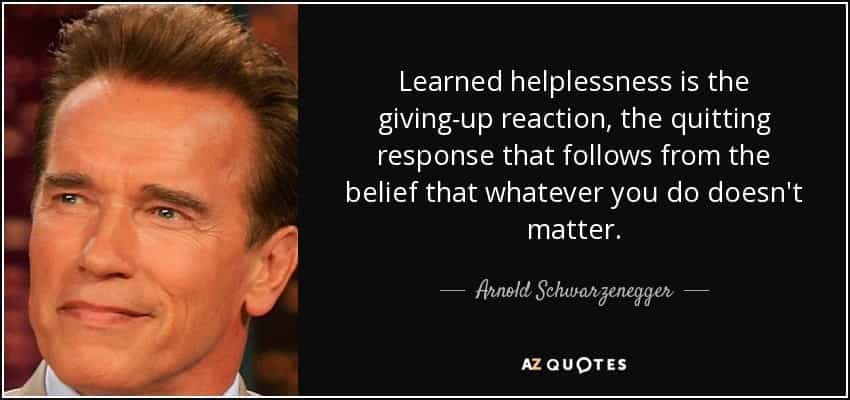 Learned helplessness is the
giving-up reaction, the quitting
response that follows from the
belief that whatever you do doesn't
matter.
Arnold Schwarzenegger
AZ QUOTES